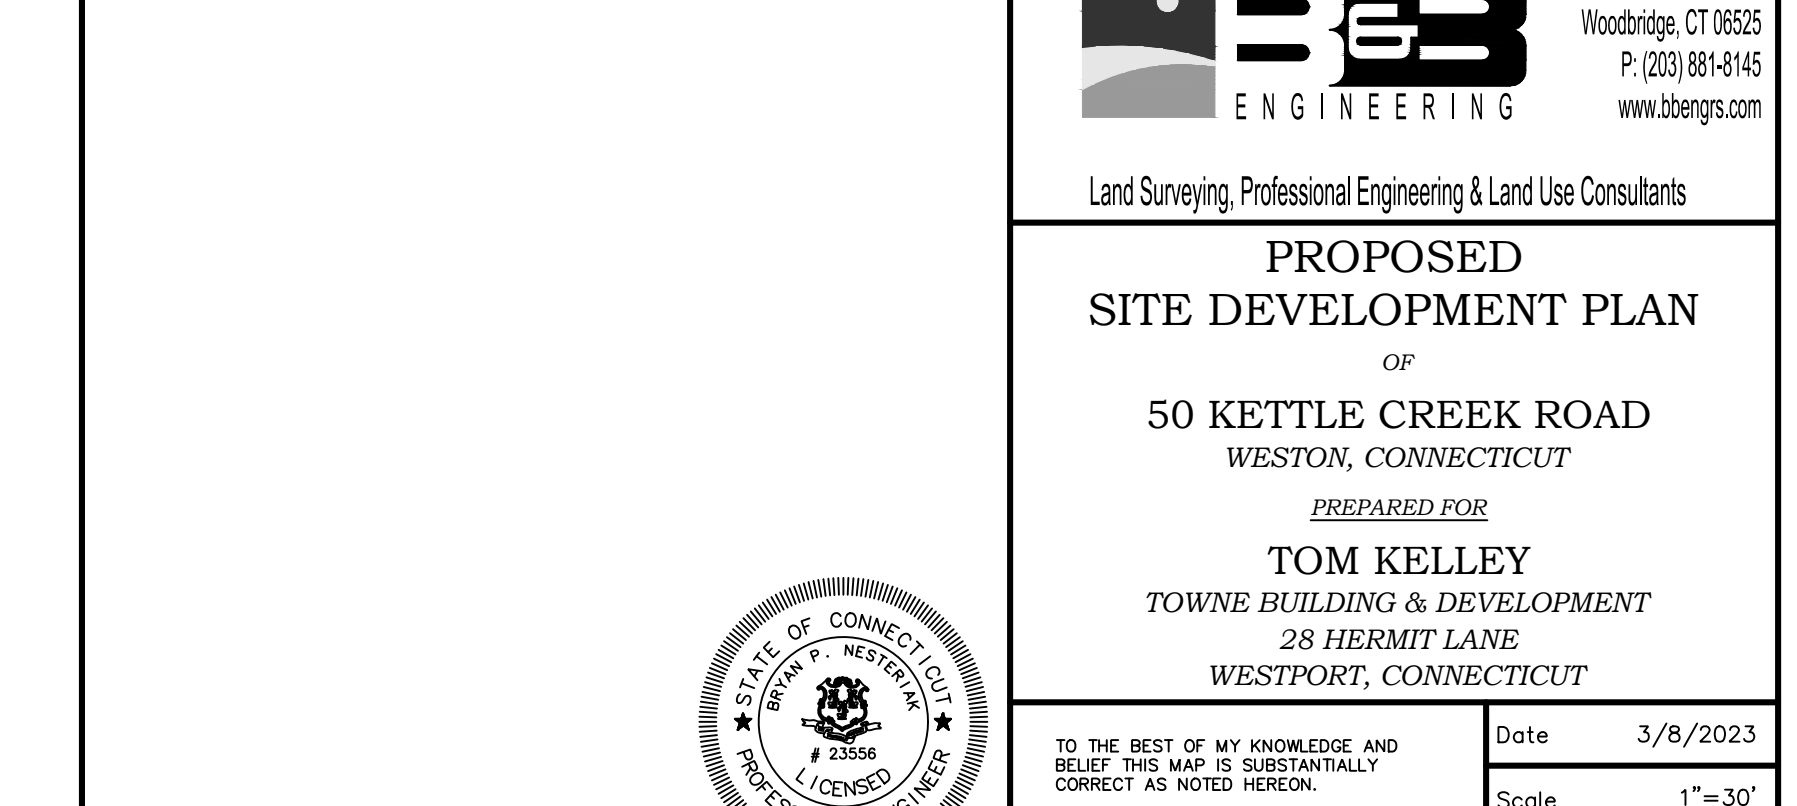 Woodbridge, CT 06525
P: (203) 881-8145
www.bbengrs.com
B&B
ENGINEERING
Land Surveying, Professional Engineering & Land Use Consultants
PROPOSED
SITE DEVELOPMENT PLAN
OF
50 KETTLE CREEK ROAD
WESTON, CONNECTICUT
PREPARED FOR
TOM KELLEY
TOWNE BUILDING & DEVELOPMENT
28 HERMIT LANE
WESTPORT, CONNECTICUT
STATE OF CONNECTICUT
BRYAN P. NESTERIAK
# 23556
LICENSED
TO THE BEST OF MY KNOWLEDGE AND
BELIEF THIS MAP IS SUBSTANTIALLY
CORRECT AS NOTED HEREON.
Date 3/8/2023
Scale 1"=30'